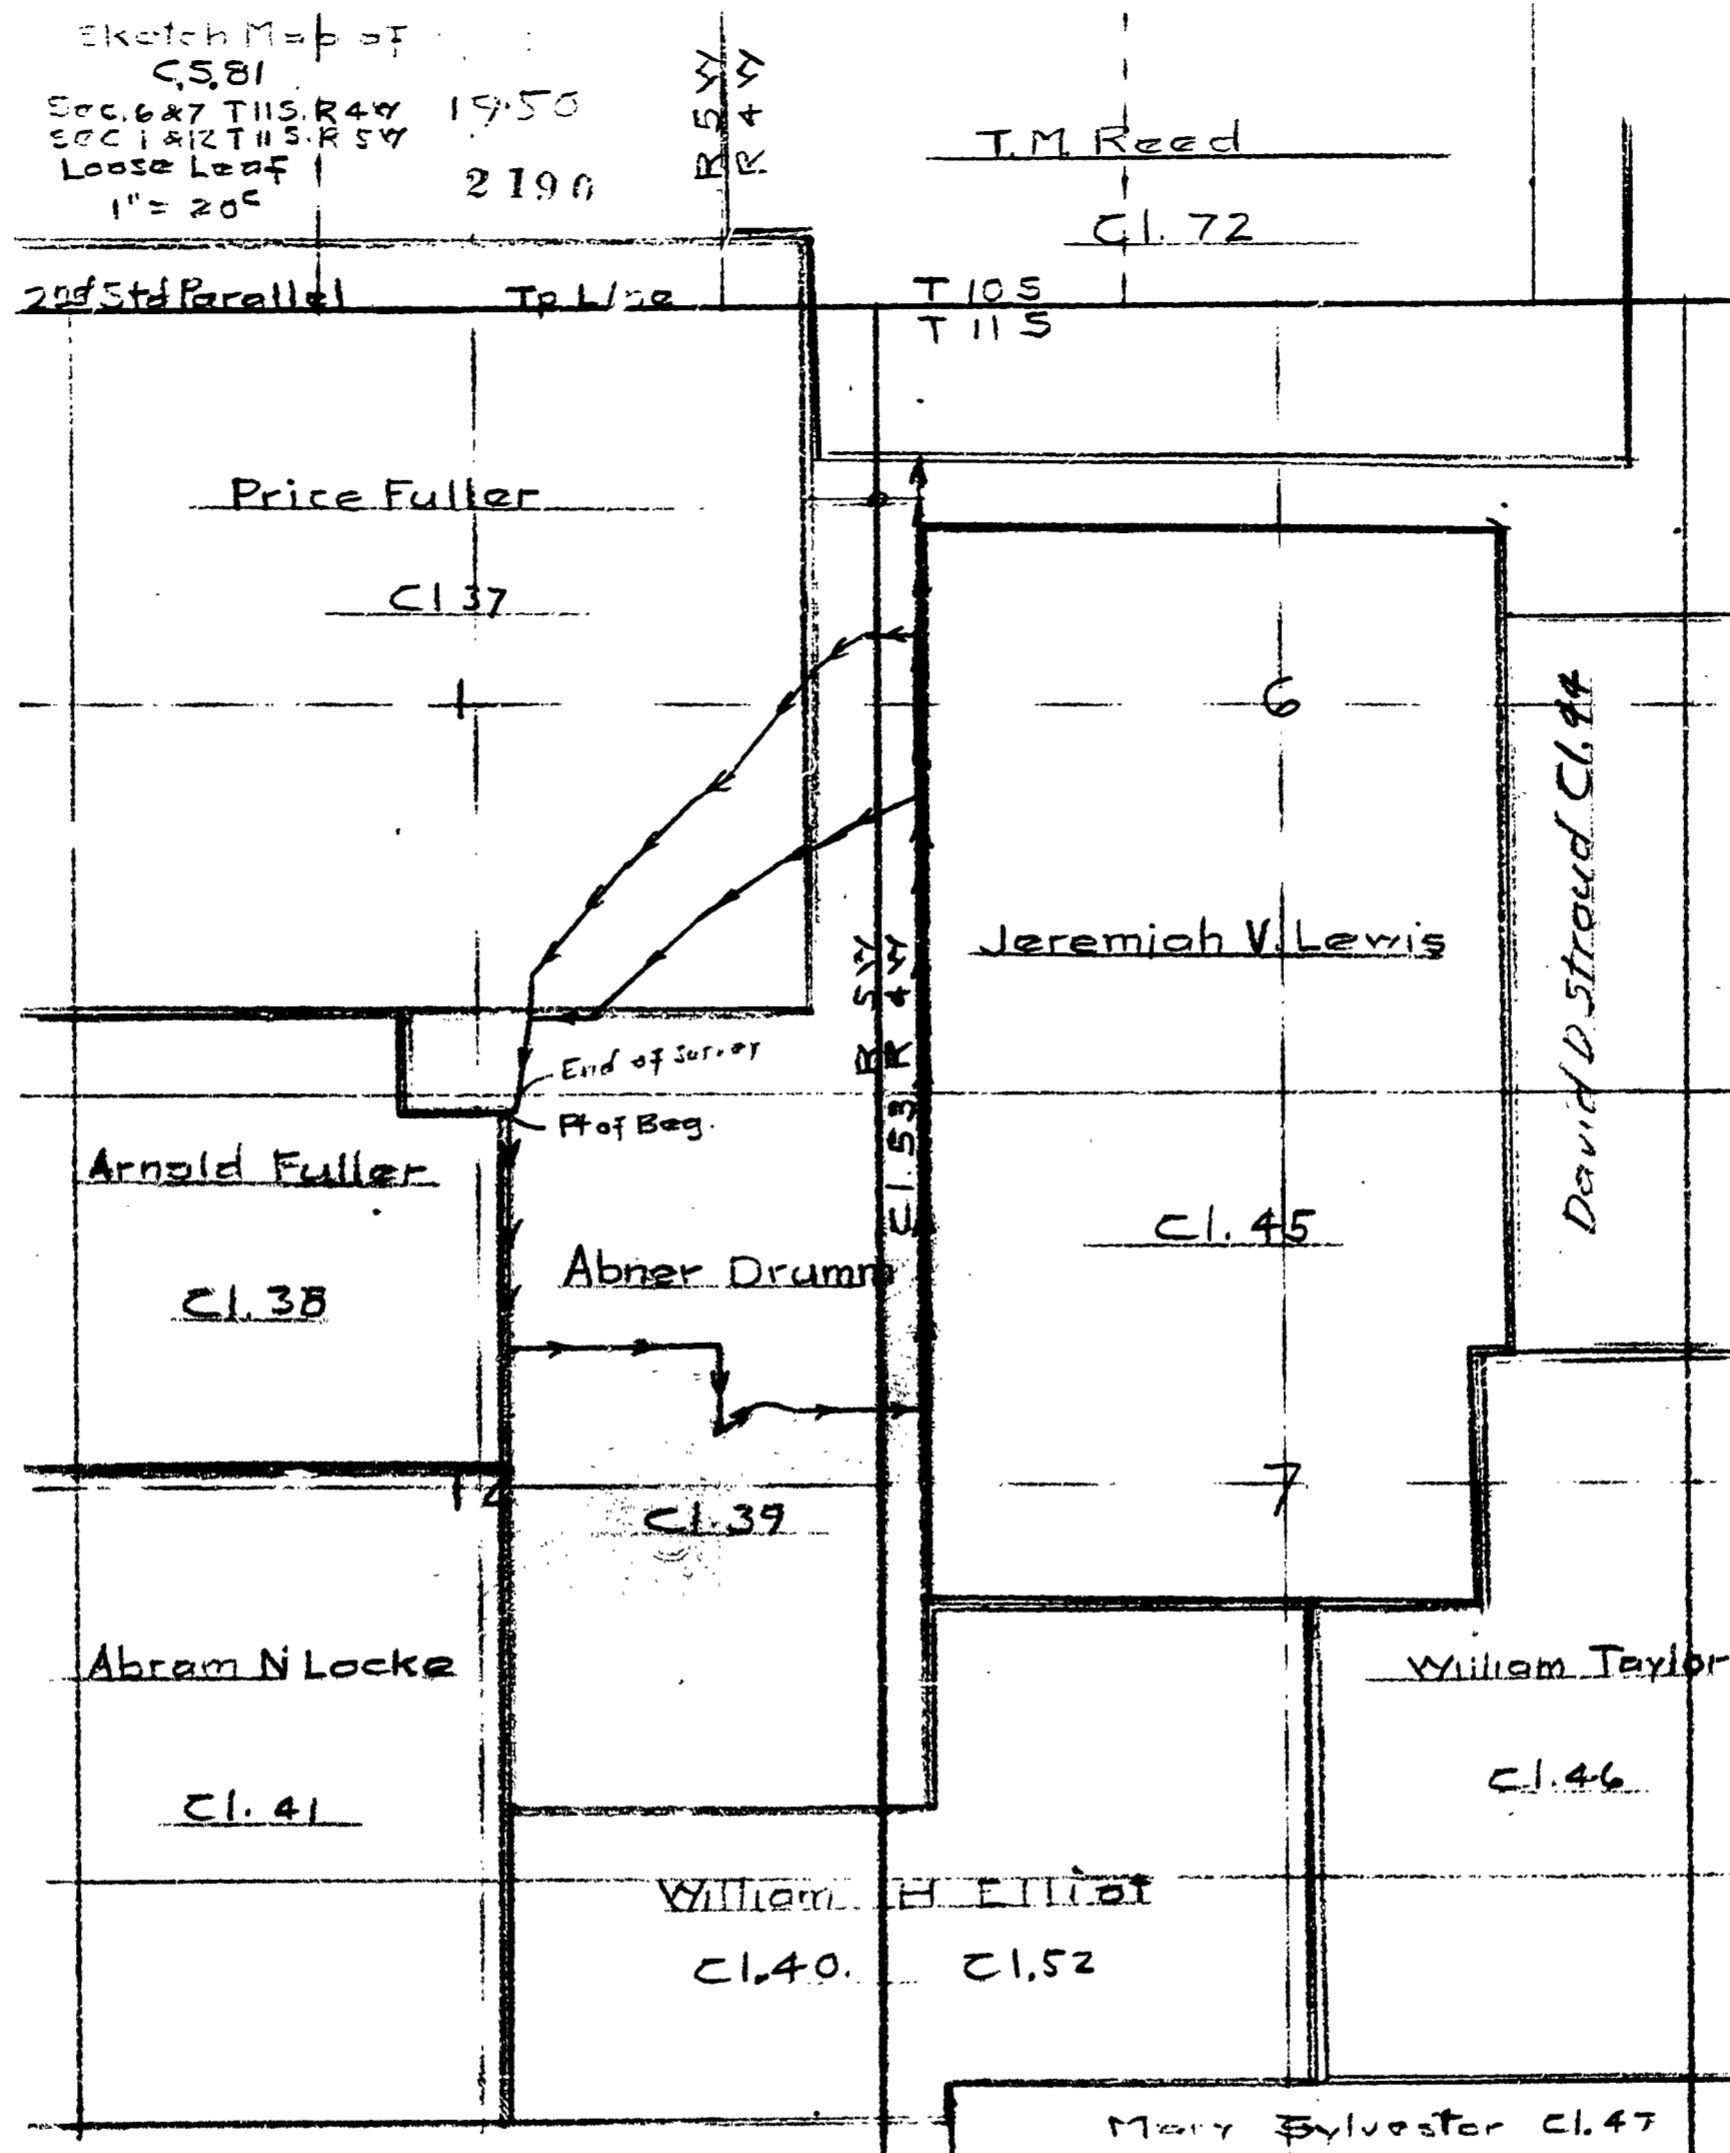 Sketch Map of
C.S. 81
Sec. 6 & 7 T11S. R4W
Sec 1 & 12 T11S. R5W
Loose Leaf
1" = 20c
1950
2190
R 5 W
R 4 W
T. M. Reed
Cl. 72
2nd Std Parallel Tp Line
T 10 S
T 11 S
Price Fuller
Cl 37
1
6
David D Stroud Cl. 44
Jeremiah V. Lewis
R 5W
Cl. 53 R 4W
End of Survey
Pt of Beg.
Arnold Fuller
Abner Drumm
Cl. 45
Cl. 38
12
7
Cl. 39
Abram N Locke
William Taylor
Cl. 46
Cl. 41
William H Elliot
Cl. 40. Cl. 52
Mary Sylvester Cl. 47